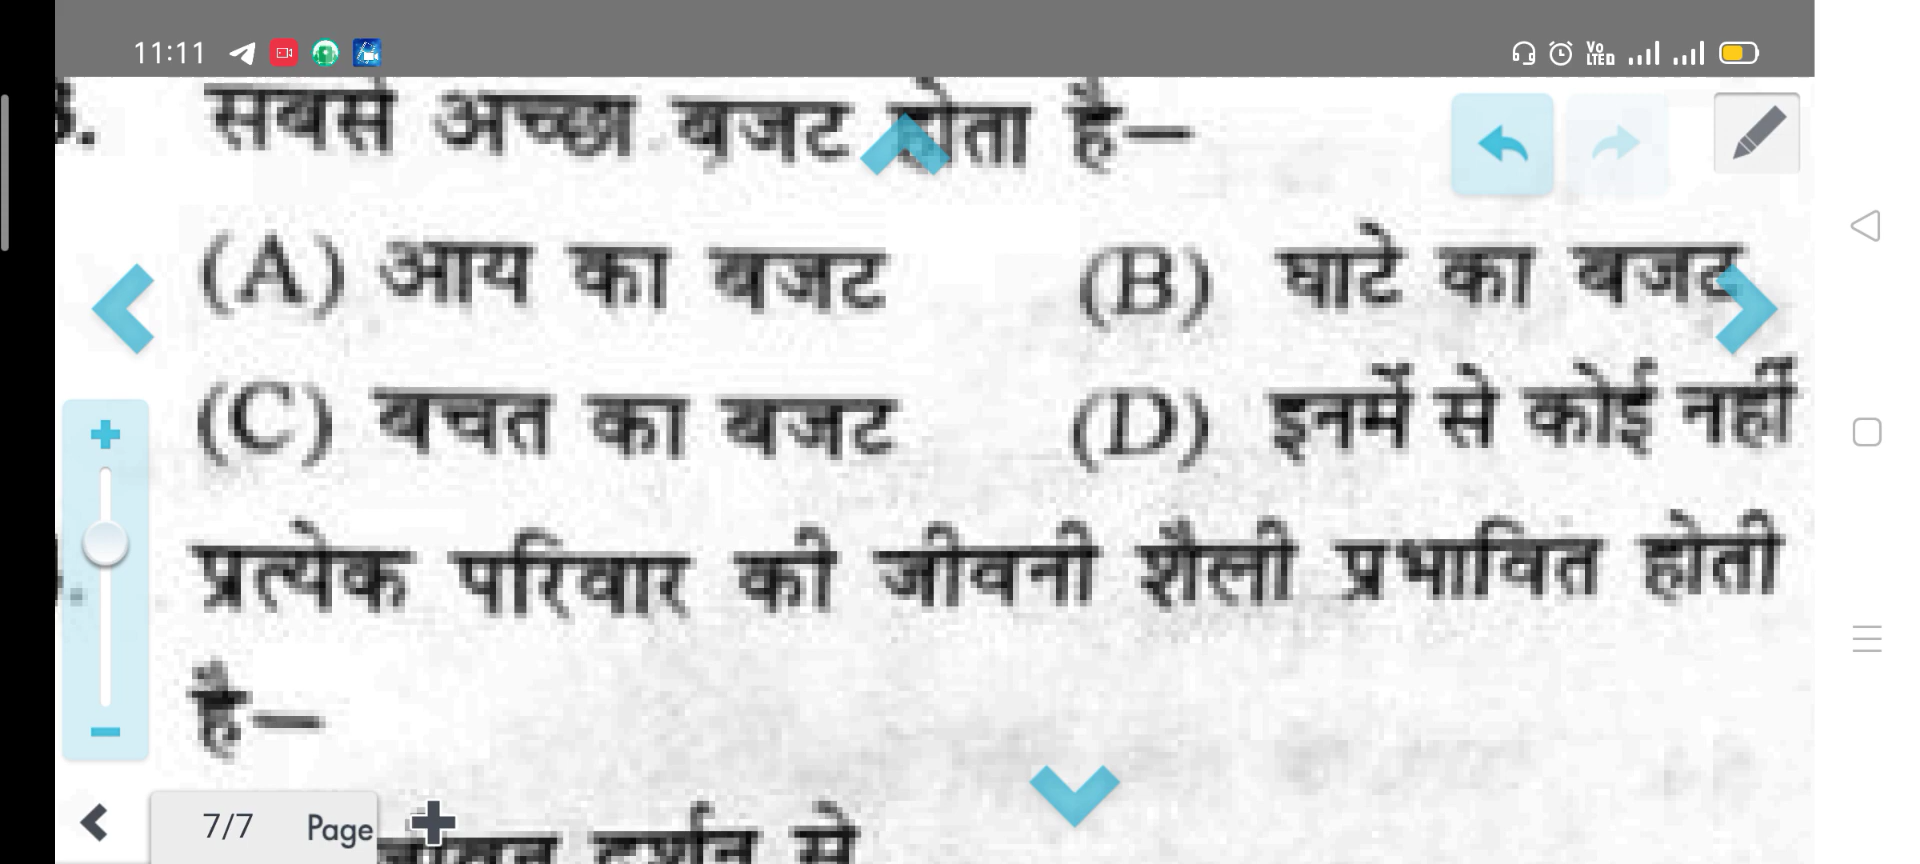 11:11
सबसे अच्छा बजट होता है—
(A) आय का बजट (B) घाटे का बजट
(C) बचत का बजट (D) इनमें से कोई नहीं
प्रत्येक परिवार की जीवनी शैली प्रभावित होती
है—
7/7 Page
दर्शन से